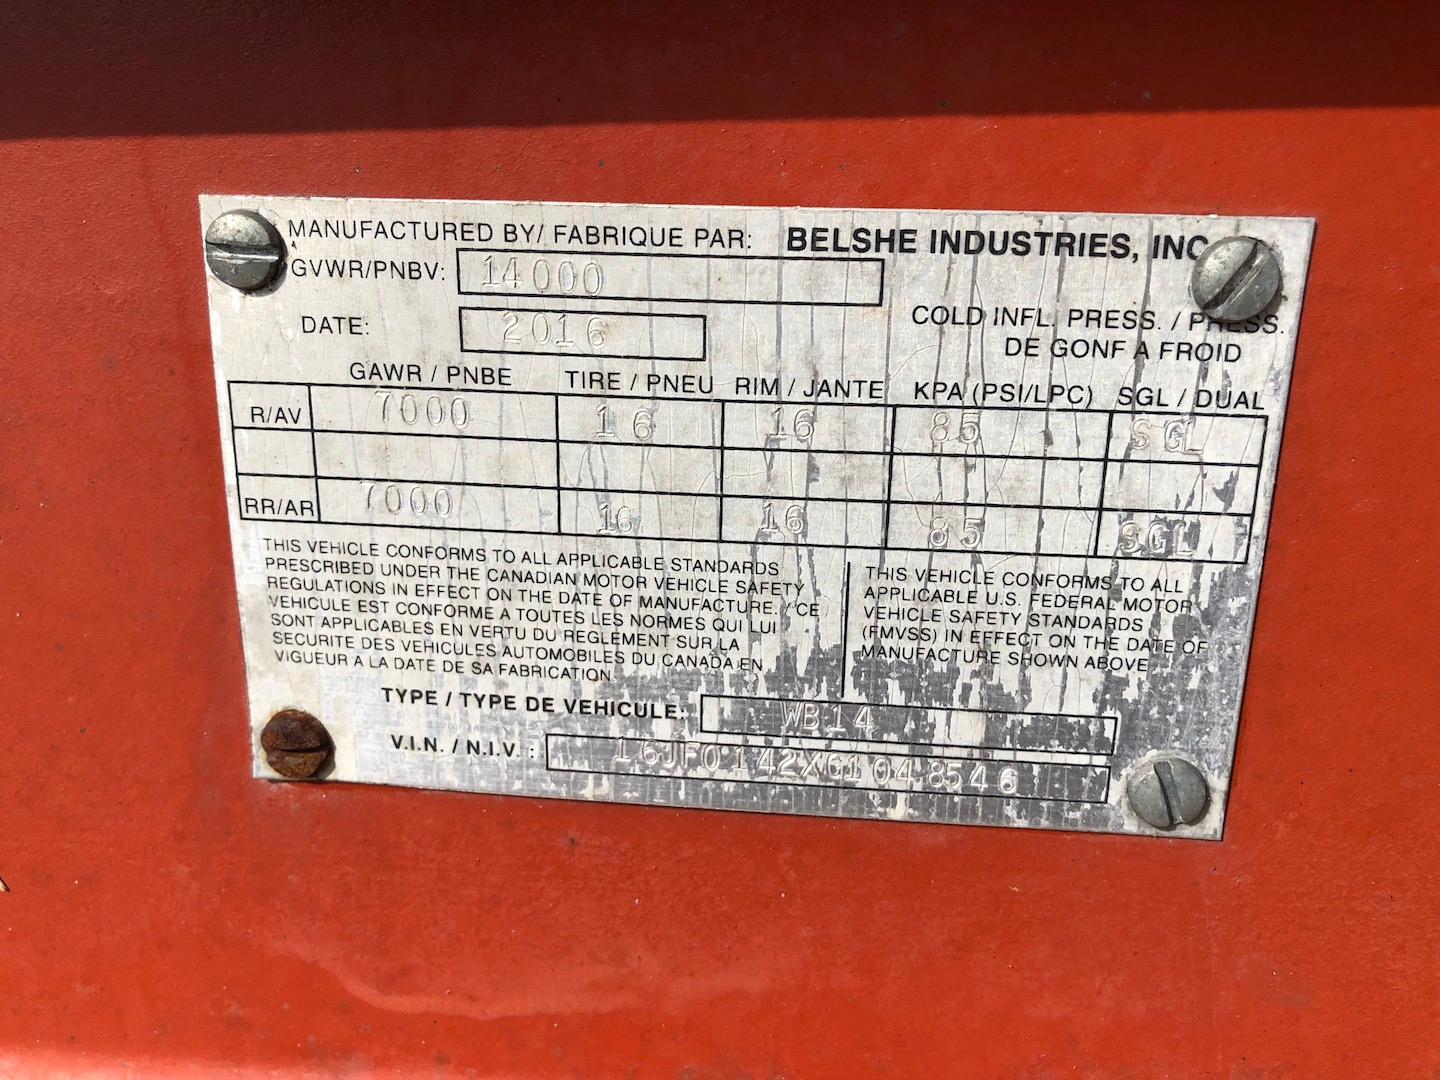 MANUFACTURED BY/ FABRIQUE PAR: BELSHE INDUSTRIES, INC
GVWR/PNBV: 14000
DATE: 2016
COLD INFL. PRESS. / PRESS.
DE GONF A FROID
GAWR / PNBE TIRE / PNEU RIM / JANTE KPA (PSI/LPC) SGL / DUAL
R/AV 7000 16 16 85 SGL
RR/AR 7000 16 16 85 SGL
THIS VEHICLE CONFORMS TO ALL APPLICABLE STANDARDS
PRESCRIBED UNDER THE CANADIAN MOTOR VEHICLE SAFETY
REGULATIONS IN EFFECT ON THE DATE OF MANUFACTURE. / CE
VEHICULE EST CONFORME A TOUTES LES NORMES QUI LUI
SONT APPLICABLES EN VERTU DU REGLEMENT SUR LA
SECURITE DES VEHICULES AUTOMOBILES DU CANADA EN
VIGUEUR A LA DATE DE SA FABRICATION.
THIS VEHICLE CONFORMS TO ALL
APPLICABLE U.S. FEDERAL MOTOR
VEHICLE SAFETY STANDARDS
(FMVSS) IN EFFECT ON THE DATE OF
MANUFACTURE SHOWN ABOVE
TYPE / TYPE DE VEHICULE: WB14
V.I.N. / N.I.V. : 16JF0142XG1048546